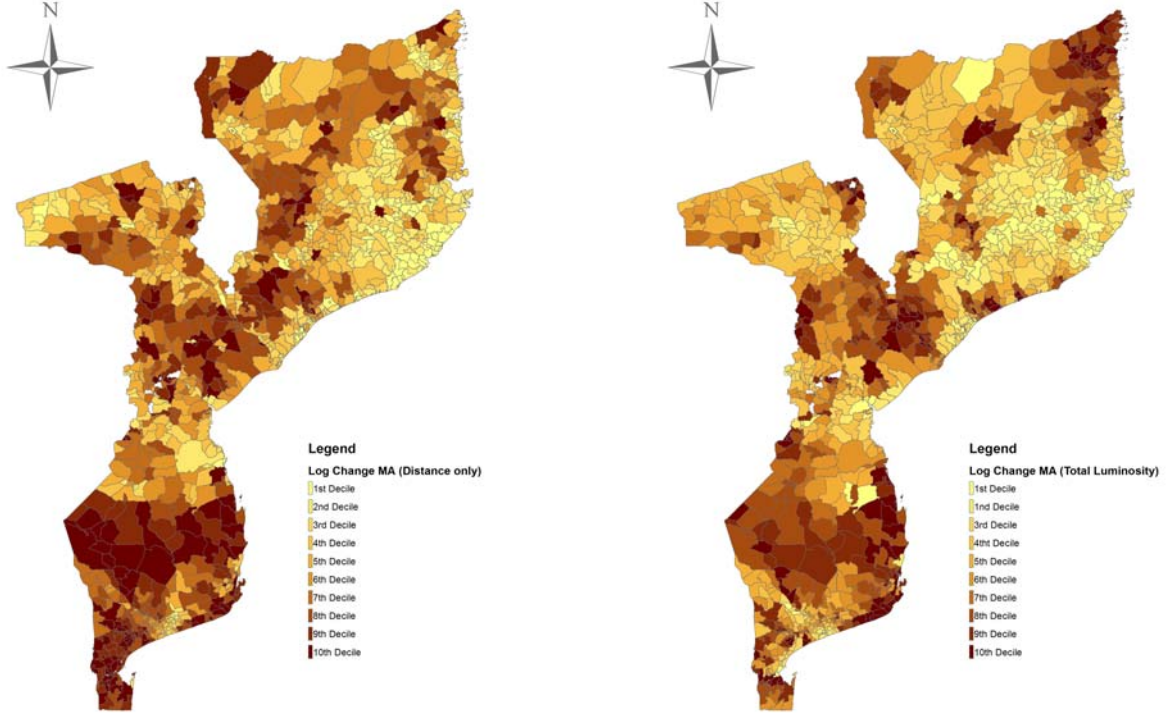 N
Legend
Log Change MA (Distance only)
1st Decile
2nd Decile
3rd Decile
4th Decile
5th Decile
6th Decile
7th Decile
8th Decile
9th Decile
10th Decile
N
Legend
Log Change MA (Total Luminosity)
1st Decile
1nd Decile
3rd Decile
4tht Decile
5th Decile
6th Decile
7th Decile
8th Decile
9th Decile
10th Decile